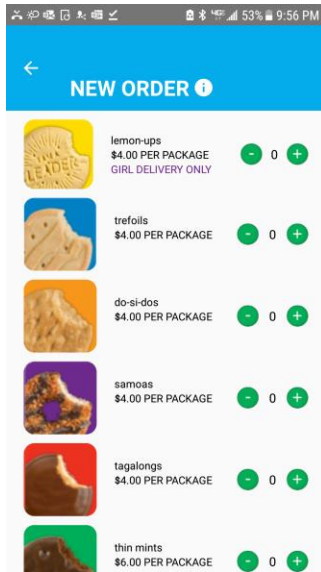 53% 9:56 PM
NEW ORDER
lemon-ups
$4.00 PER PACKAGE
GIRL DELIVERY ONLY
- 0 +
LEADER
trefoils
$4.00 PER PACKAGE
- 0 +
do-si-dos
$4.00 PER PACKAGE
- 0 +
samoas
$4.00 PER PACKAGE
- 0 +
tagalongs
$4.00 PER PACKAGE
- 0 +
thin mints
$6.00 PER PACKAGE
- 0 +